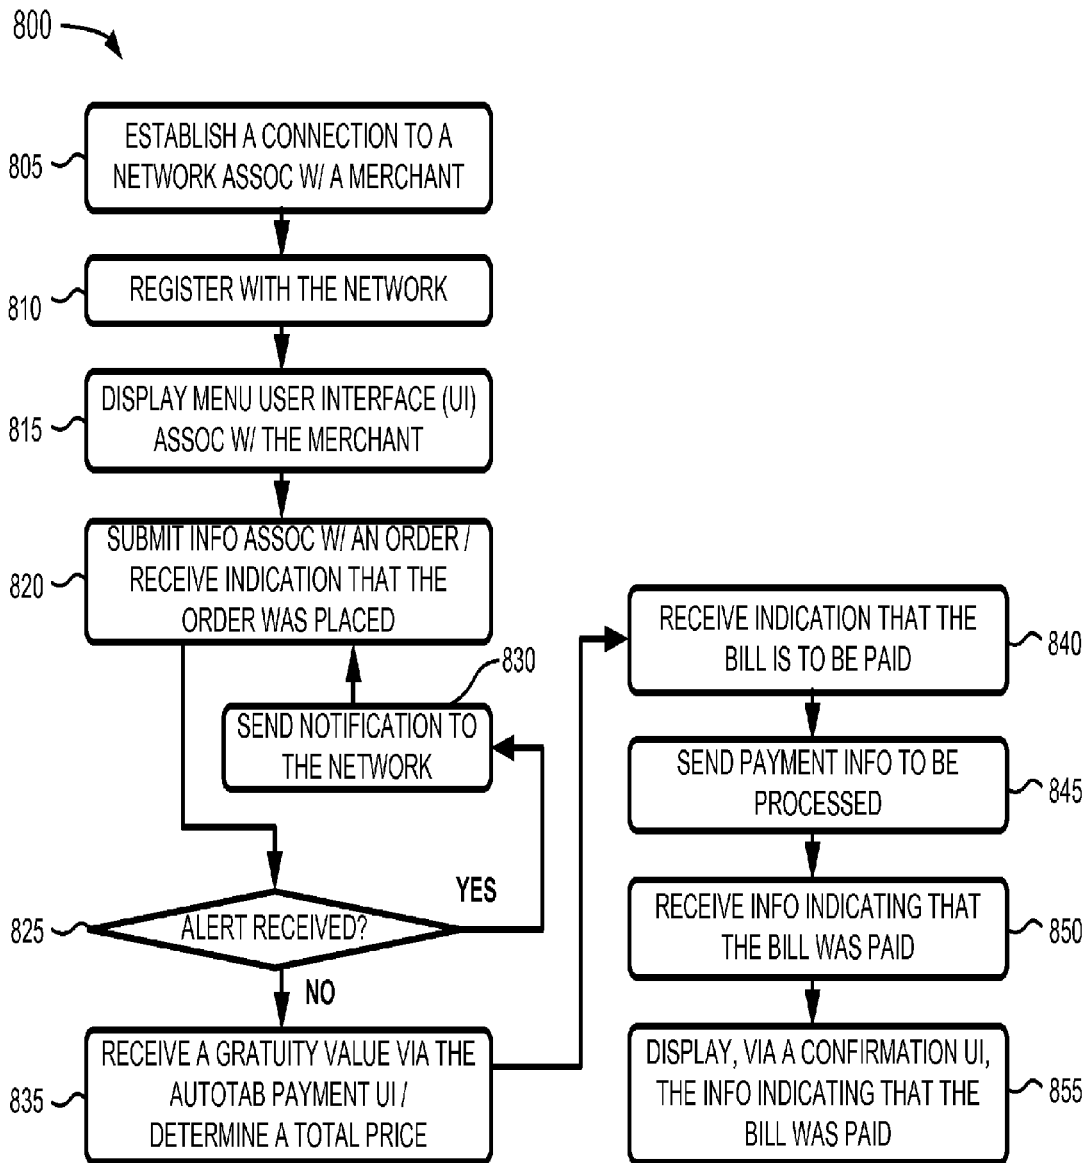 800
805
ESTABLISH A CONNECTION TO A
NETWORK ASSOC W/ A MERCHANT
810
REGISTER WITH THE NETWORK
815
DISPLAY MENU USER INTERFACE (UI)
ASSOC W/ THE MERCHANT
820
SUBMIT INFO ASSOC W/ AN ORDER /
RECEIVE INDICATION THAT THE
ORDER WAS PLACED
830
SEND NOTIFICATION TO
THE NETWORK
825
ALERT RECEIVED?
YES
NO
835
RECEIVE A GRATUITY VALUE VIA THE
AUTOTAB PAYMENT UI /
DETERMINE A TOTAL PRICE
RECEIVE INDICATION THAT THE
BILL IS TO BE PAID
840
SEND PAYMENT INFO TO BE
PROCESSED
845
RECEIVE INFO INDICATING THAT
THE BILL WAS PAID
850
DISPLAY, VIA A CONFIRMATION UI,
THE INFO INDICATING THAT THE
BILL WAS PAID
855